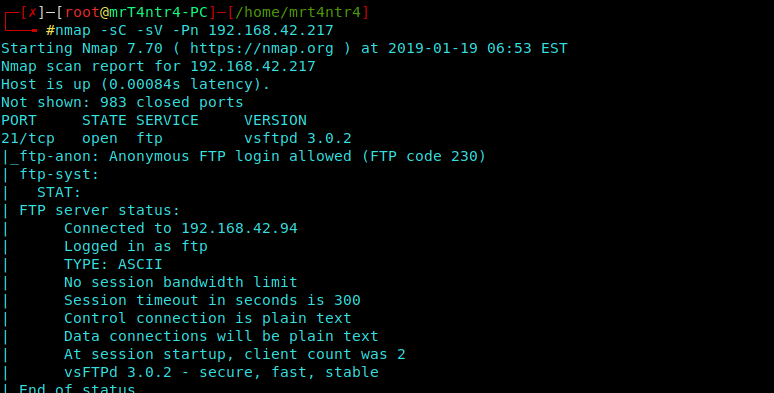 ┌─[✗]─[root@mrT4ntr4-PC]─[/home/mrt4ntr4]
└──╼ #nmap -sC -sV -Pn 192.168.42.217
Starting Nmap 7.70 ( https://nmap.org ) at 2019-01-19 06:53 EST
Nmap scan report for 192.168.42.217
Host is up (0.00084s latency).
Not shown: 983 closed ports
PORT     STATE SERVICE     VERSION
21/tcp   open  ftp         vsftpd 3.0.2
|_ftp-anon: Anonymous FTP login allowed (FTP code 230)
| ftp-syst:
|   STAT:
| FTP server status:
|      Connected to 192.168.42.94
|      Logged in as ftp
|      TYPE: ASCII
|      No session bandwidth limit
|      Session timeout in seconds is 300
|      Control connection is plain text
|      Data connections will be plain text
|      At session startup, client count was 2
|      vsFTPd 3.0.2 - secure, fast, stable
|_End of status